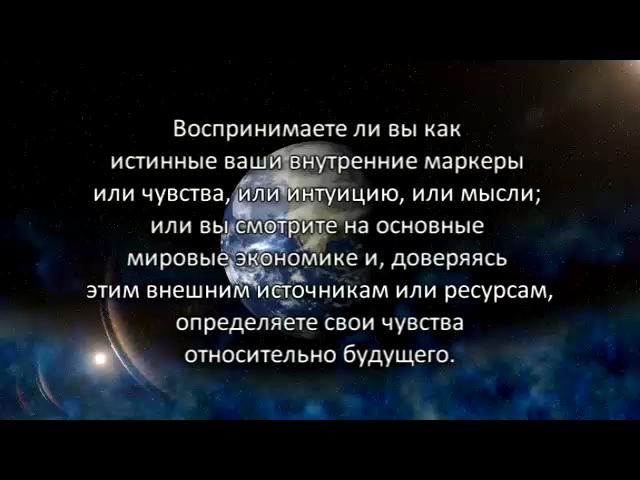 Воспринимаете ли вы как
истинные ваши внутренние маркеры
или чувства, или интуицию, или мысли;
или вы смотрите на основные
мировые экономике и, доверяясь
этим внешним источникам или ресурсам,
определяете свои чувства
относительно будущего.